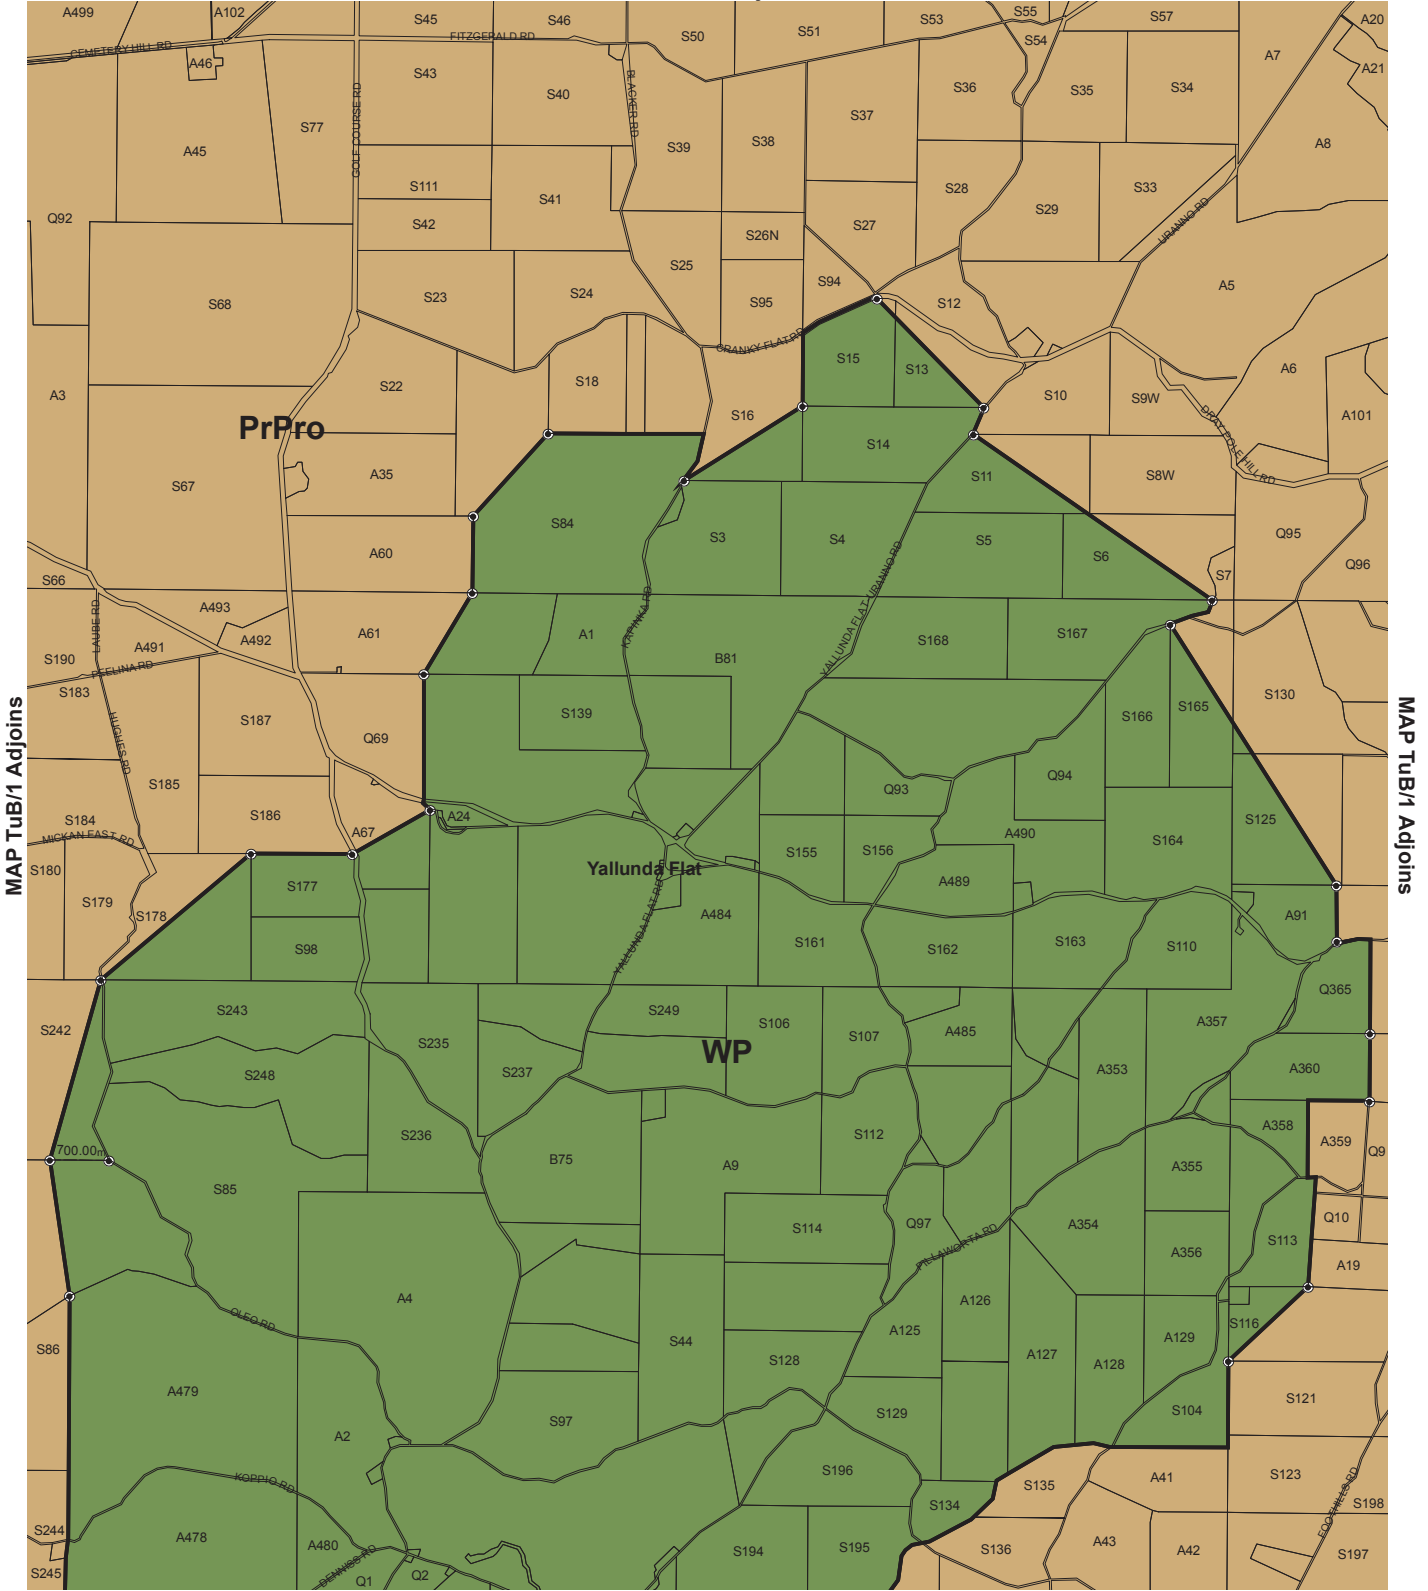 A499
A102
S45
S46
S50
S51
S53
S55
S57
A20
CEMETERY HILL RD
FITZGERALD RD
S54
A7
A21
A46
S43
BLACKER RD
S36
S35
S34
S40
S37
GOLF COURSE RD
S77
A45
S39
S38
A8
S111
S41
S28
S29
S33
Q92
S42
S26N
S27
URANNO RD
S68
S23
S24
S25
S95
S94
S12
A5
CRANKY FLAT RD
A3
S22
S18
S15
S13
A6
S16
S10
S9W
A101
PrPro
DRAY POLE HILL RD
S67
A35
S14
S11
S8W
A60
S84
S3
S4
S5
S6
Q95
Q96
S7
S66
LAUBE RD
A493
A492
A491
A61
KAPINKA RD
A1
YALLUNDA FLAT-URANNO RD
S168
S167
S190
PEELINA RD
B81
S183
S187
S139
S166
S165
S130
MAP TuB/1 Adjoins
MAP TuB/1 Adjoins
HUGHES RD
Q69
S185
Q93
Q94
S184
MICKAN EAST RD
S186
A67
A24
A490
S164
S125
S180
S179
S178
S177
Yallunda Flat
S155
S156
A489
S98
A484
YALLUNDA FLAT RD
S161
S162
S163
S110
A91
S242
S243
S235
S249
S106
S107
A485
A357
Q365
WP
S248
S237
A353
A360
S236
S112
A358
A359
Q9
700.00m
S85
B75
A9
A355
S114
Q97
A354
Q10
PILLAWORTA RD
A356
S113
A19
A4
A126
OLEO RD
A125
S116
S86
S44
S128
A127
A128
A129
A479
S97
S129
S104
S121
A2
S196
S135
A41
S123
KOPPIO RD
S134
S198
S244
A478
A480
S194
S195
S136
A43
A42
FOOTHILLS RD
S197
S245
DENNISS RD
Q1
Q2